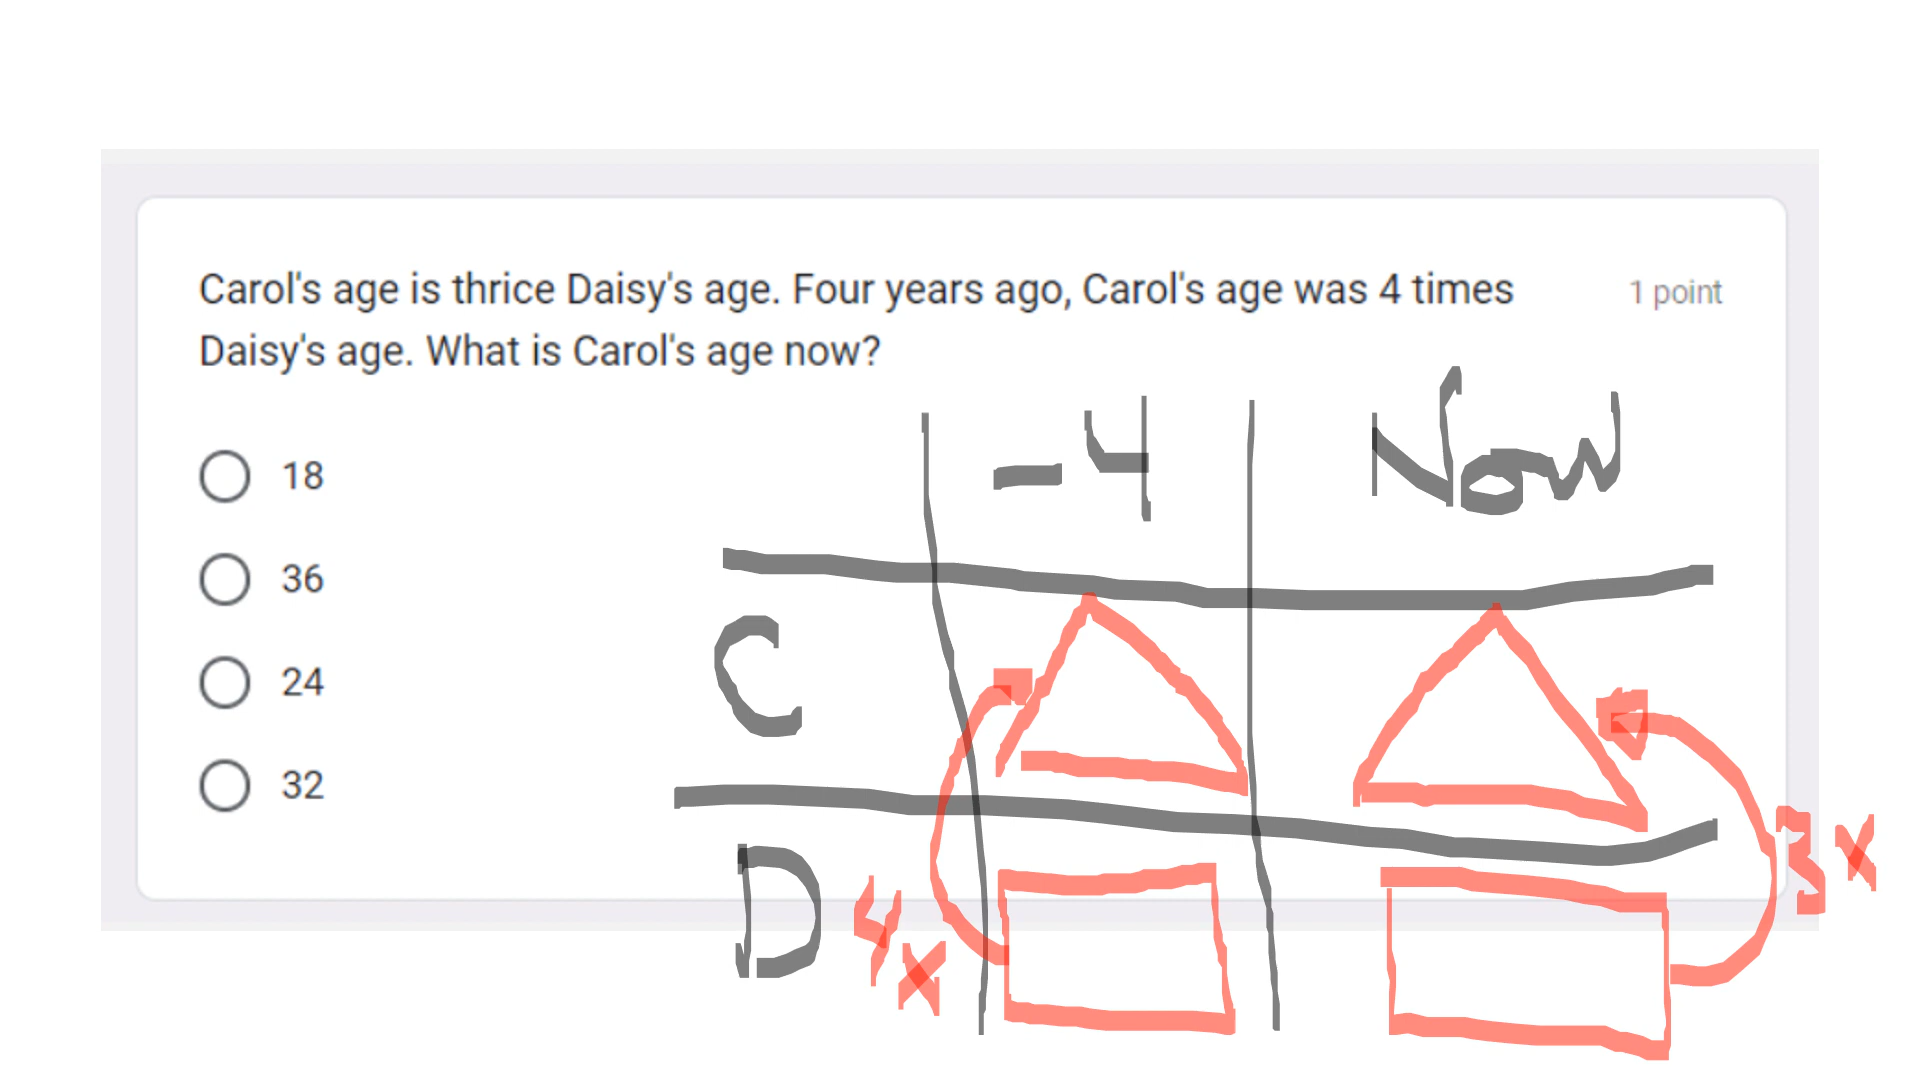 Carol's age is thrice Daisy's age. Four years ago, Carol's age was 4 times
1 point
Daisy's age. What is Carol's age now?
-4 Now
18
36
C
24
32
D 4x 3x